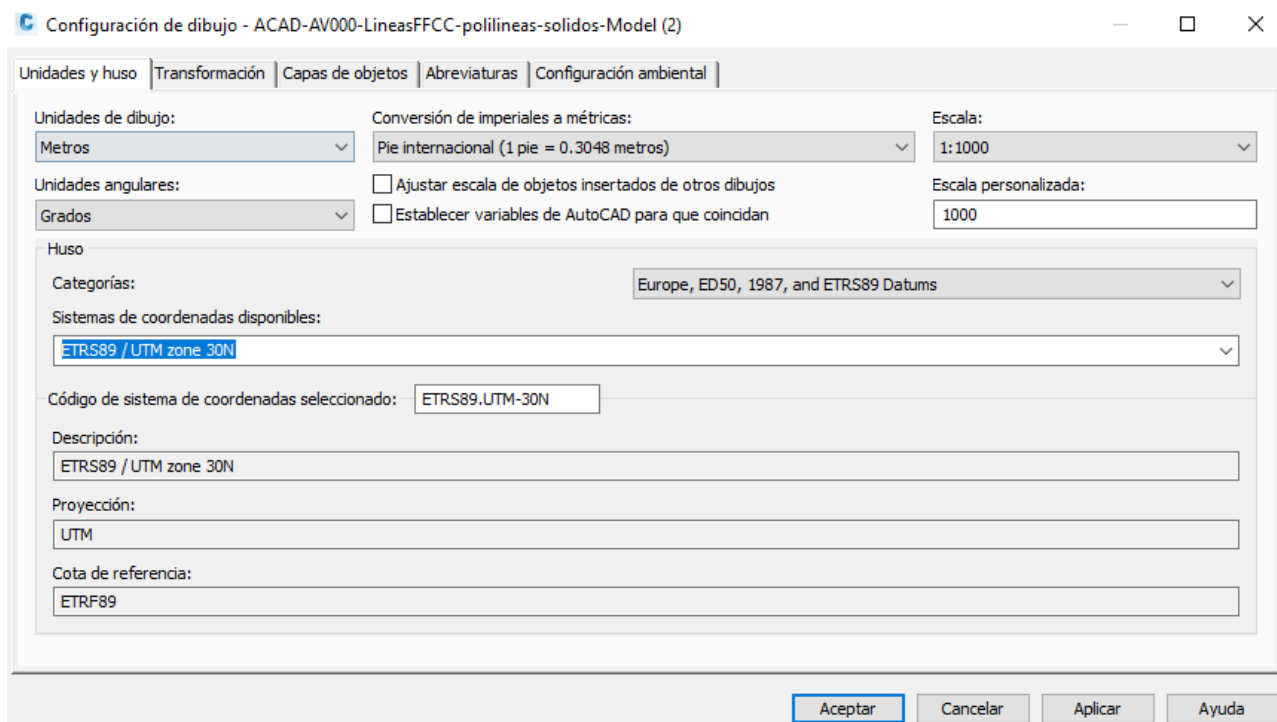 Configuración de dibujo - ACAD-AV000-LineasFFCC-polilineas-solidos-Model (2)
Unidades y huso Transformación Capas de objetos Abreviaturas Configuración ambiental
Unidades de dibujo: Conversión de imperiales a métricas: Escala:
Metros Pie internacional (1 pie = 0.3048 metros) 1:1000
Unidades angulares: Ajustar escala de objetos insertados de otros dibujos Escala personalizada:
Grados Establecer variables de AutoCAD para que coincidan 1000
Huso
Categorías: Europe, ED50, 1987, and ETRS89 Datums
Sistemas de coordenadas disponibles:
ETRS89 / UTM zone 30N
Código de sistema de coordenadas seleccionado: ETRS89.UTM-30N
Descripción:
ETRS89 / UTM zone 30N
Proyección:
UTM
Cota de referencia:
ETRF89
Aceptar Cancelar Aplicar Ayuda